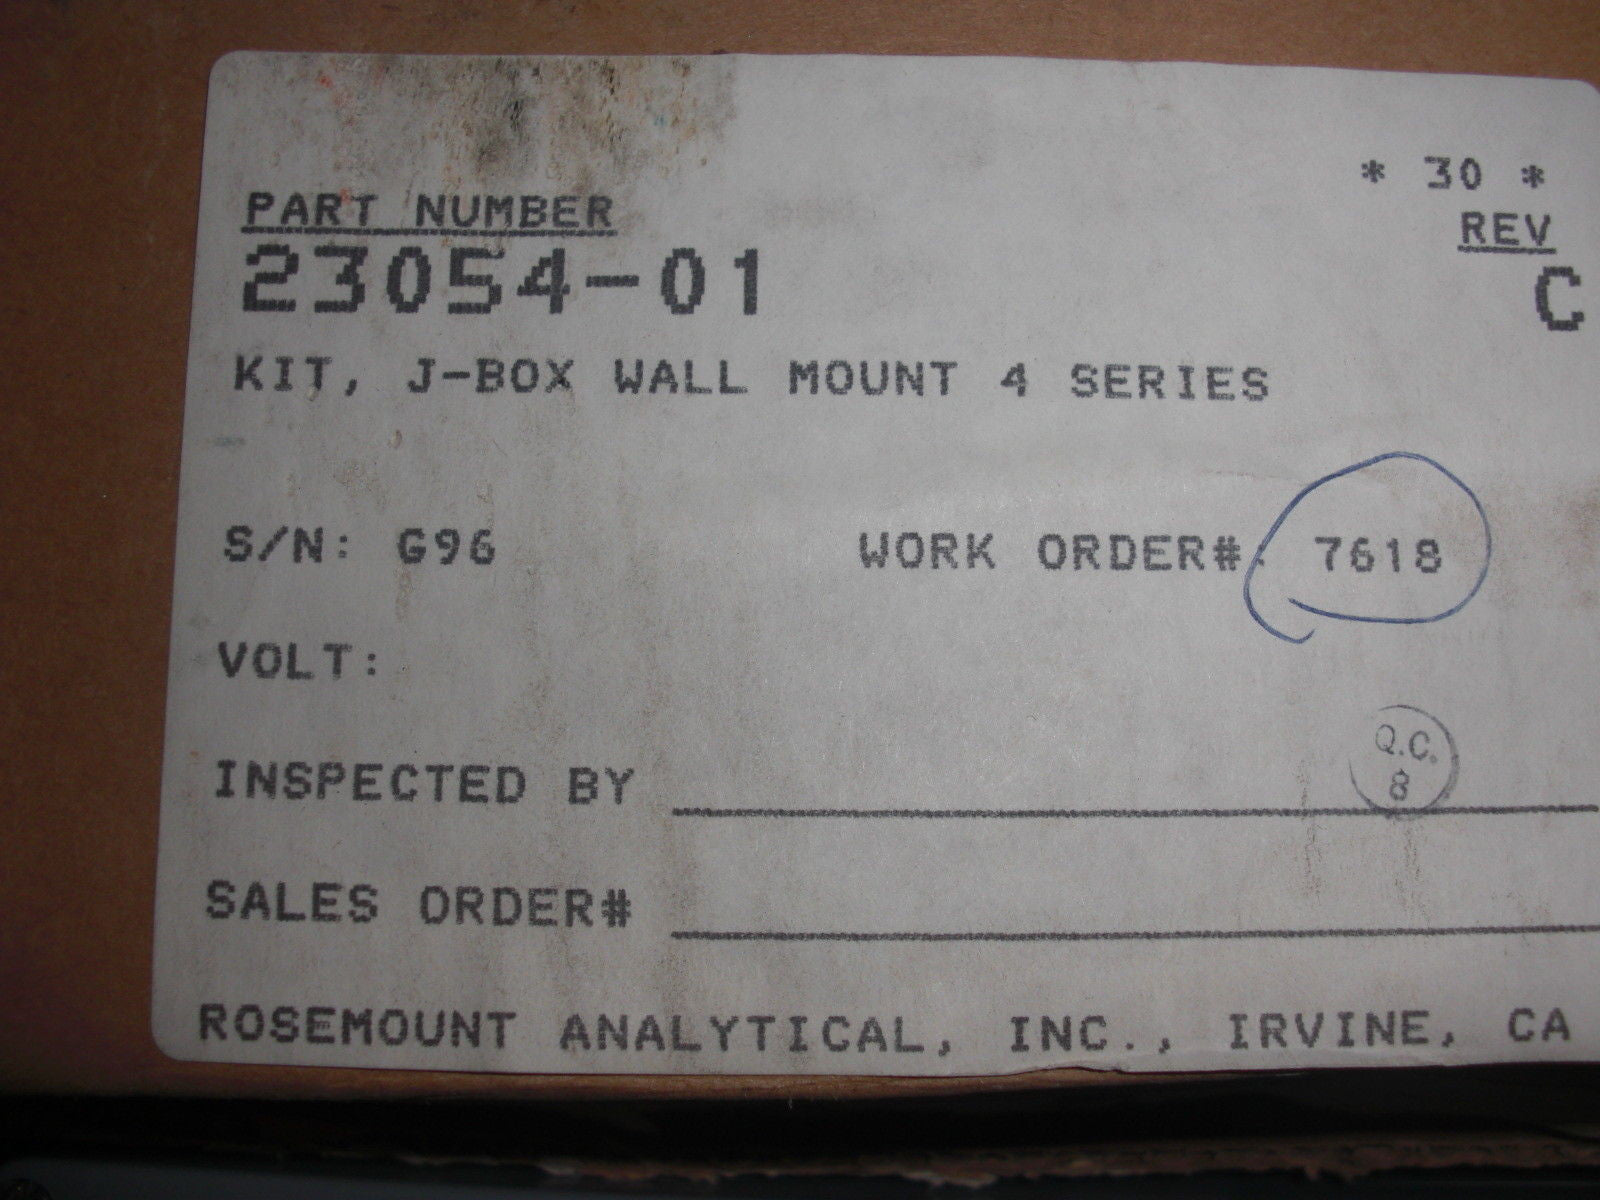 * 30 *
PART NUMBER
REV
23054-01
C
KIT, J-BOX WALL MOUNT 4 SERIES
S/N: G96
WORK ORDER#: 7618
VOLT:
Q.C.
8
INSPECTED BY
SALES ORDER#
ROSEMOUNT ANALYTICAL, INC., IRVINE, CA